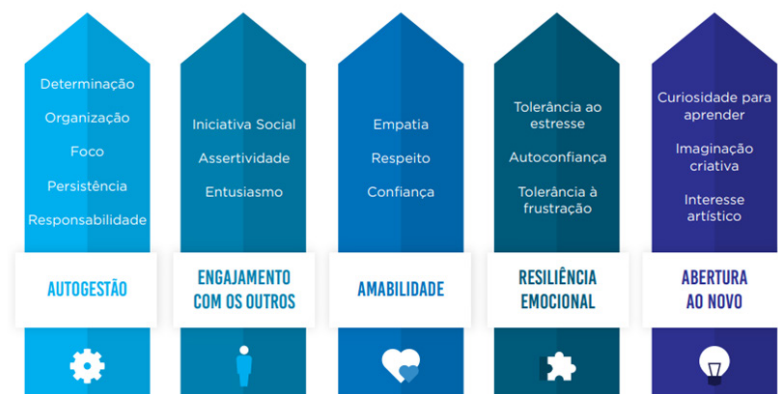 Determinação
Organização
Foco
Persistência
Responsabilidade
AUTOGESTÃO
Iniciativa Social
Assertividade
Entusiasmo
ENGAJAMENTO
COM OS OUTROS
Empatia
Respeito
Confiança
AMABILIDADE
Tolerância ao
estresse
Autoconfiança
Tolerância à
frustração
RESILIÊNCIA
EMOCIONAL
Curiosidade para
aprender
Imaginação
criativa
Interesse
artístico
ABERTURA
AO NOVO